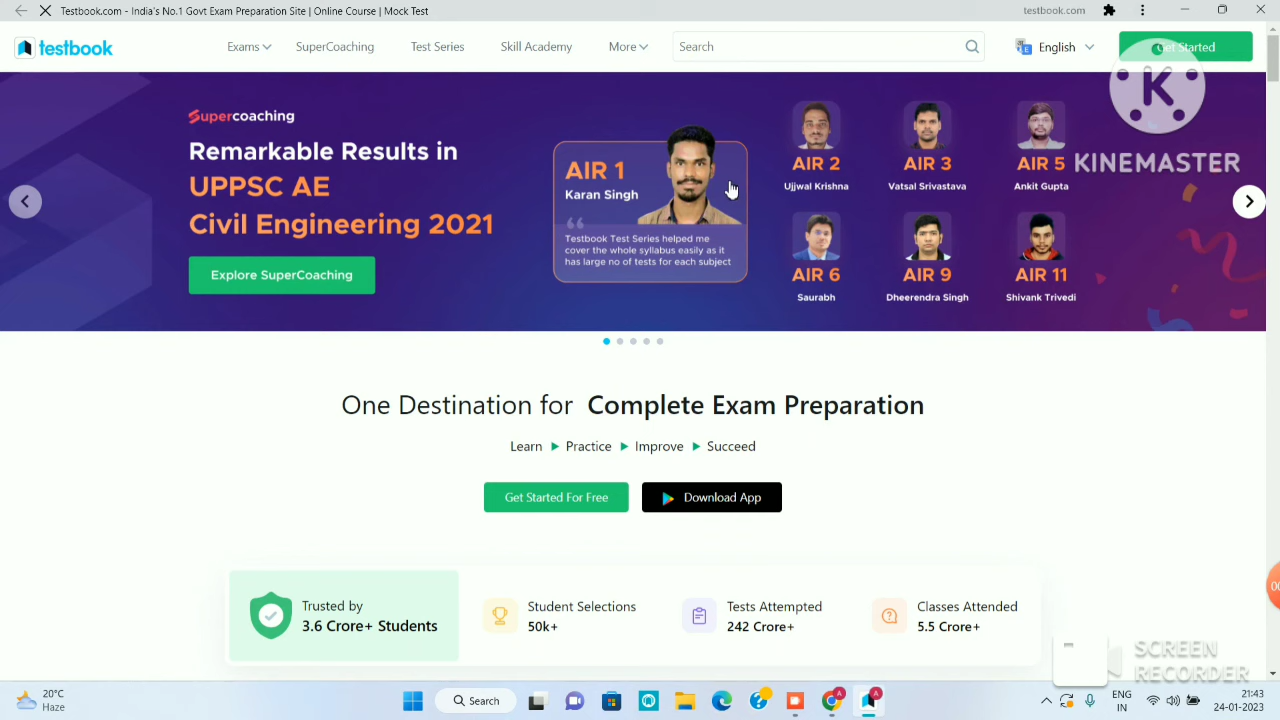 Testbook.com - India's No.1 Govt Exam Preparation Site | Online Course | Mock Test
testbook.com
testbook
Exams
SuperCoaching
Test Series
Skill Academy
More
Search
English
Get Started
KINEMASTER
Supercoaching
Remarkable Results in
UPPSC AE
Civil Engineering 2021
Explore SuperCoaching
AIR 1
Karan Singh
Testbook Test Series helped me
cover the whole syllabus easily as it
has large no of tests for each subject
AIR 2
Ujjwal Krishna
AIR 3
Vatsal Srivastava
AIR 5
Ankit Gupta
AIR 6
Saurabh
AIR 9
Dheerendra Singh
AIR 11
Shivank Trivedi
One Destination for Complete Exam Preparation
Learn ▶ Practice ▶ Improve ▶ Succeed
Get Started For Free
Download App
Trusted by
3.6 Crore+ Students
Student Selections
50k+
Tests Attempted
242 Crore+
Classes Attended
5.5 Crore+
SCREEN
RECORDER
20°C
Haze
Search
ENG
IN
21:43
24-01-2023